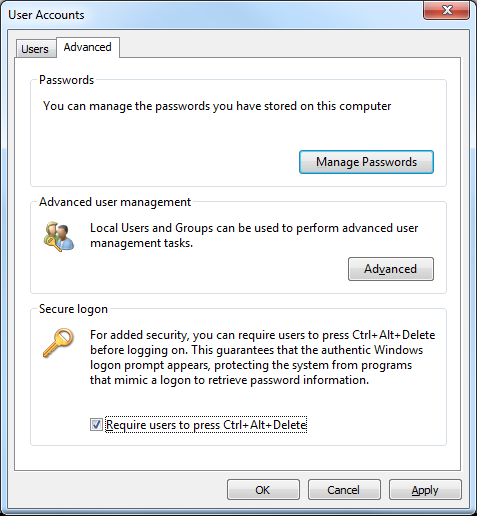 User Accounts
Users
Advanced
Passwords
You can manage the passwords you have stored on this computer
Manage Passwords
Advanced user management
Local Users and Groups can be used to perform advanced user
management tasks.
Advanced
Secure logon
For added security, you can require users to press Ctrl+Alt+Delete
before logging on. This guarantees that the authentic Windows
logon prompt appears, protecting the system from programs
that mimic a logon to retrieve password information.
Require users to press Ctrl+Alt+Delete
OK
Cancel
Apply